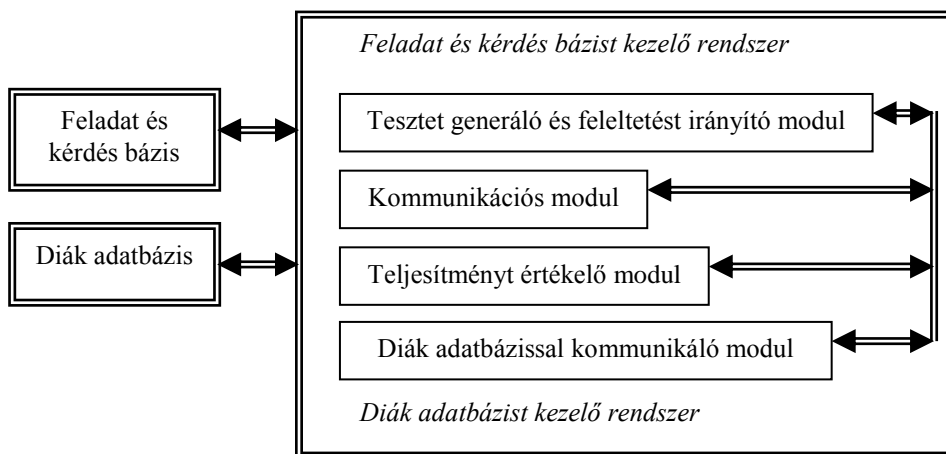 Feladat és kérdés bázist kezelő rendszer
Feladat és
kérdés bázis
Tesztet generáló és feleltetést irányító modul
Kommunikációs modul
Diák adatbázis
Teljesítményt értékelő modul
Diák adatbázissal kommunikáló modul
Diák adatbázist kezelő rendszer